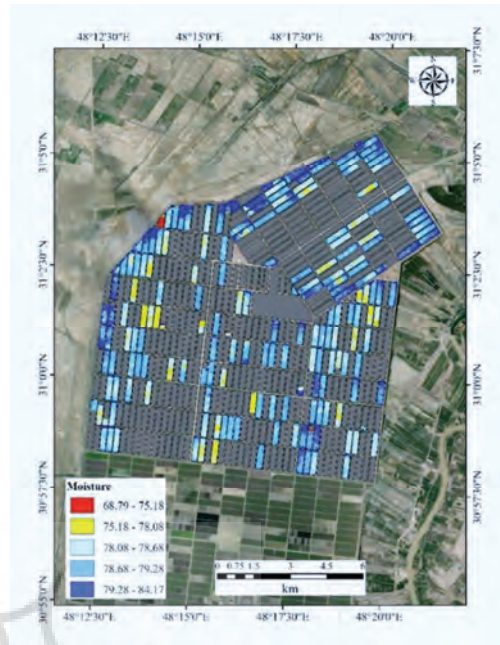 48°12'30"E 48°15'0"E 48°17'30"E 48°20'0"E
31°7'30"N
31°5'0"N 31°5'0"N
31°2'30"N 31°2'30"N
31°0'0"N 31°0'0"N
30°57'30"N 30°57'30"N
30°55'0"N
Moisture
68.79 - 75.18
75.18 - 78.08
78.08 - 78.68
78.68 - 79.28
79.28 - 84.17
0 0.75 1.5 3 4.5 6
km
48°12'30"E 48°15'0"E 48°17'30"E 48°20'0"E